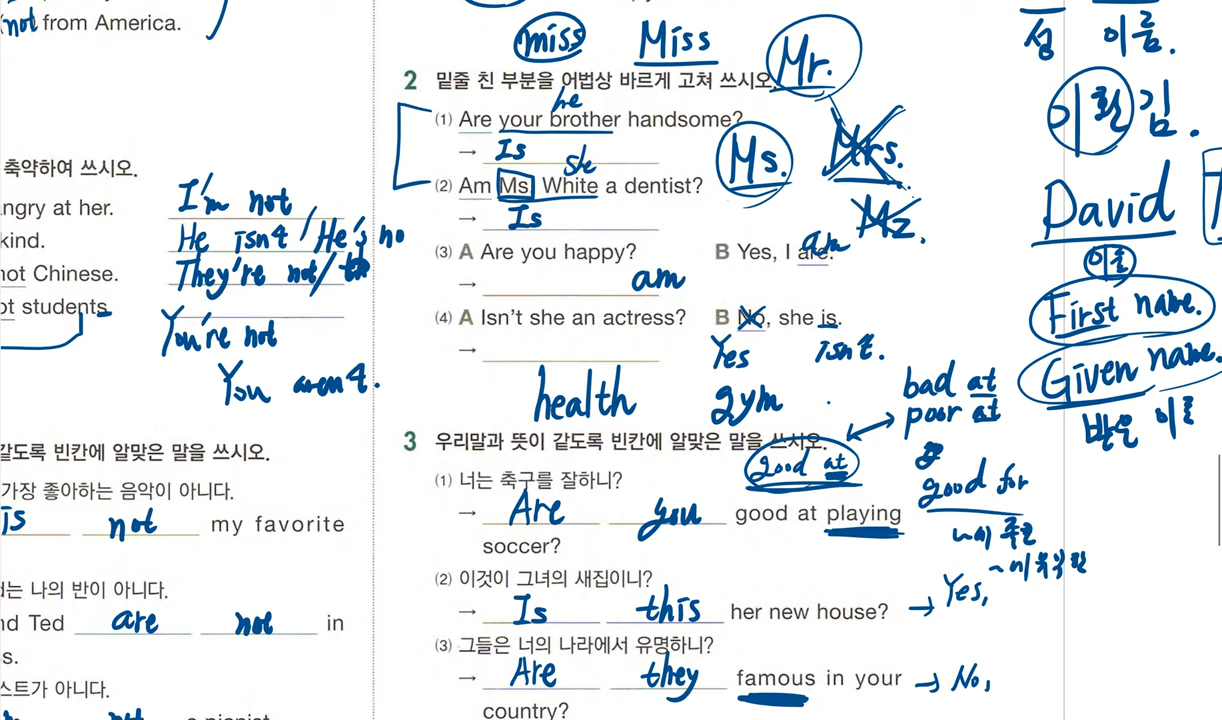 not from America.
축약하여 쓰시오.
ngry at her. I'm not
kind. He isn't / He's no
not Chinese. They're not/
ot students.
You're not
You aren't.
같도록 빈칸에 알맞은 말을 쓰시오.
가장 좋아하는 음악이 아니다.
is not my favorite
는 나의 반이 아니다.
nd Ted are not in
s.
스트가 아니다.
not a pianist
miss Miss Mr.
2 밑줄 친 부분을 어법상 바르게 고쳐 쓰시오.
he
(1) Are your brother handsome?
→ Is
she
Ms. Mrs.
(2) Am Ms. White a dentist?
→ Is
Mz.
(3) A Are you happy? B Yes, I are.
am
→ am
(4) A Isn't she an actress? B No, she is.
→
Yes isn't.
health gym
bad at
poor at
3 우리말과 뜻이 같도록 빈칸에 알맞은 말을 쓰시오.
good at
good for
~에 좋은
(1) 너는 축구를 잘하니?
→ Are you good at playing
soccer?
(2) 이것이 그녀의 새집이니?
→ Is this her new house? → Yes,
(3) 그들은 너의 나라에서 유명하니?
→ Are they famous in your → No,
country?
성 이름.
이환 김.
David
이름
First name.
Given name.
받은 이름